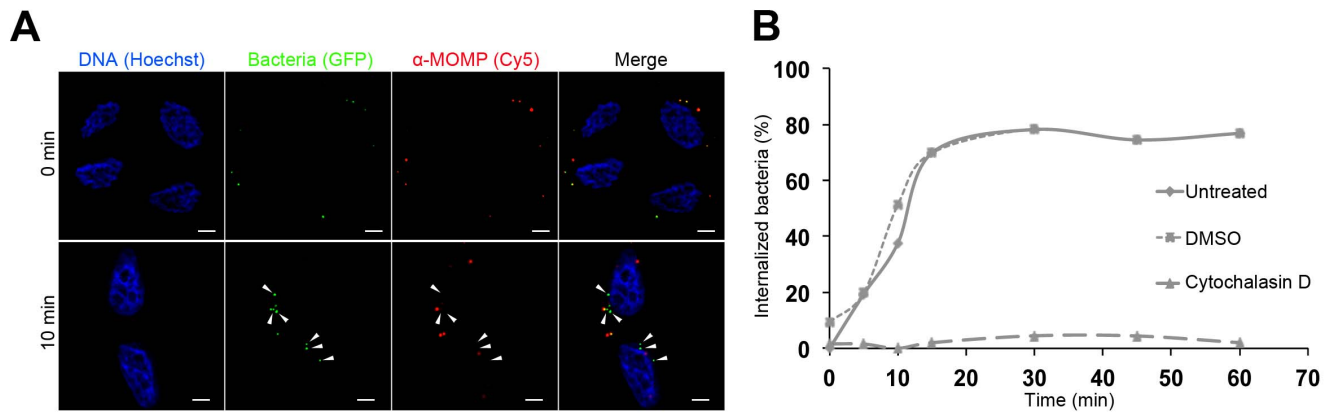 A
DNA (Hoechst)
Bacteria (GFP)
α-MOMP (Cy5)
Merge
0 min
10 min
B
Internalized bacteria (%)
100
80
60
40
20
0
0 10 20 30 40 50 60 70
Time (min)
Untreated
DMSO
Cytochalasin D